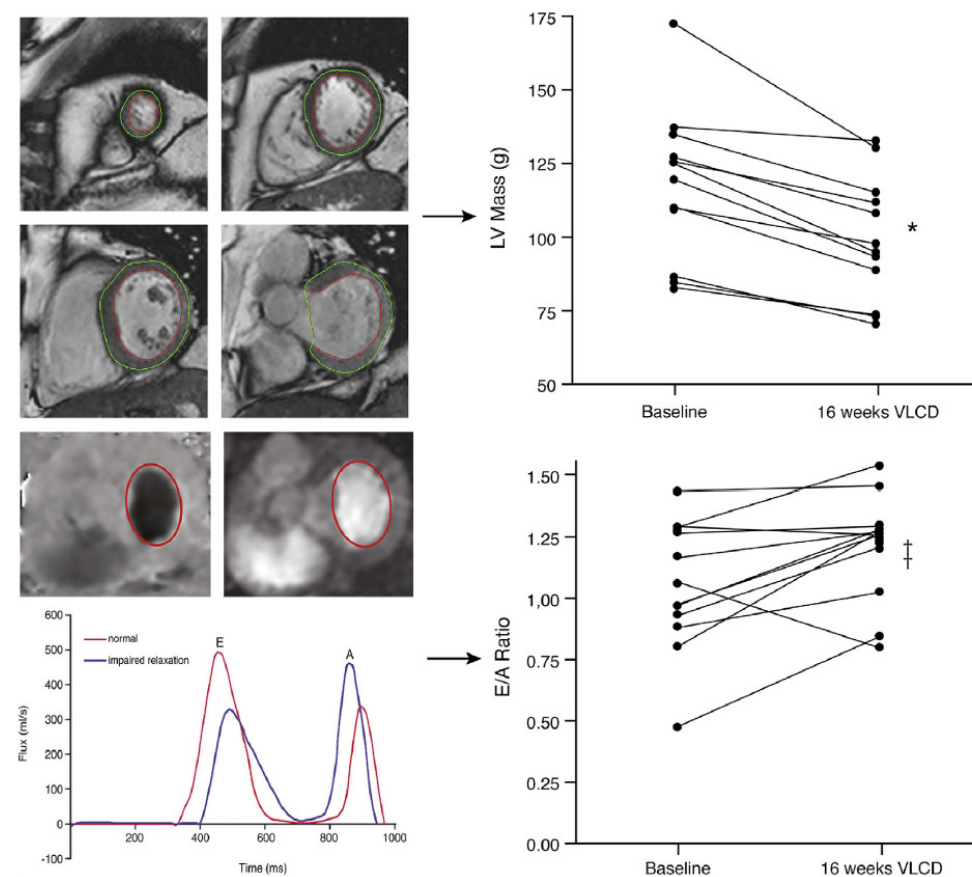 175
150
125
100
75
50
LV Mass (g)
*
Baseline
16 weeks VLCD
600
500
400
300
200
100
0
-100
Flux (ml/s)
normal
impaired relaxation
E
A
200
400
600
800
1000
Time (ms)
1.50
1.25
1,00
0.75
0.50
0.25
0.00
E/A Ratio
‡
Baseline
16 weeks VLCD